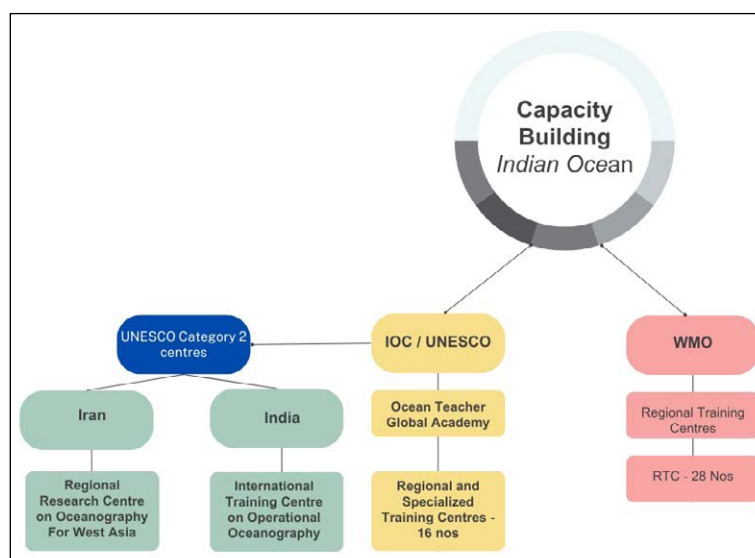 Capacity
Building
Indian Ocean
UNESCO Category 2
centres
IOC / UNESCO
WMO
Iran
India
Ocean Teacher
Global Academy
Regional Training
Centres
Regional
Research Centre
on Oceanography
For West Asia
International
Training Centre
on Operational
Oceanography
Regional and
Specialized
Training Centres -
16 nos
RTC - 28 Nos